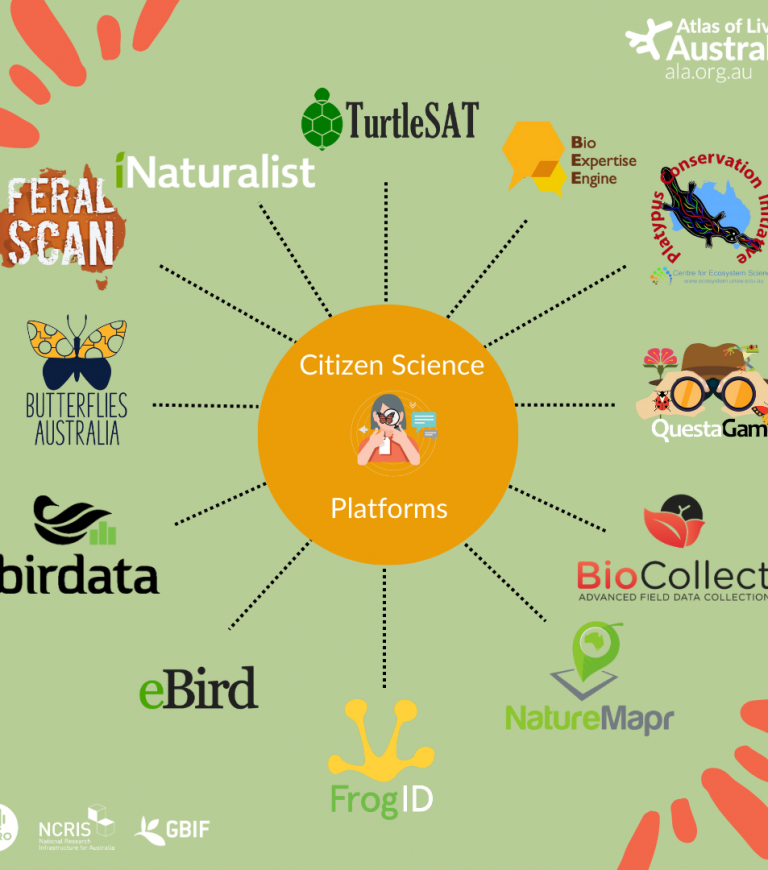 Atlas of Liv
Austral
ala.org.au
TurtleSAT
iNaturalist
Bio
Expertise
Engine
FERAL
SCAN
Platypus Conservation Initiative
Centre for Ecosystem Scien
www.ecosystem.unsw.edu.au
Citizen Science
Platforms
BUTTERFLIES
AUSTRALIA
QuestaGam
birdata
BioCollect
ADVANCED FIELD DATA COLLECTION
eBird
NatureMapr
FrogID
RO
NCRIS
National Research
Infrastructure for Australia
GBIF